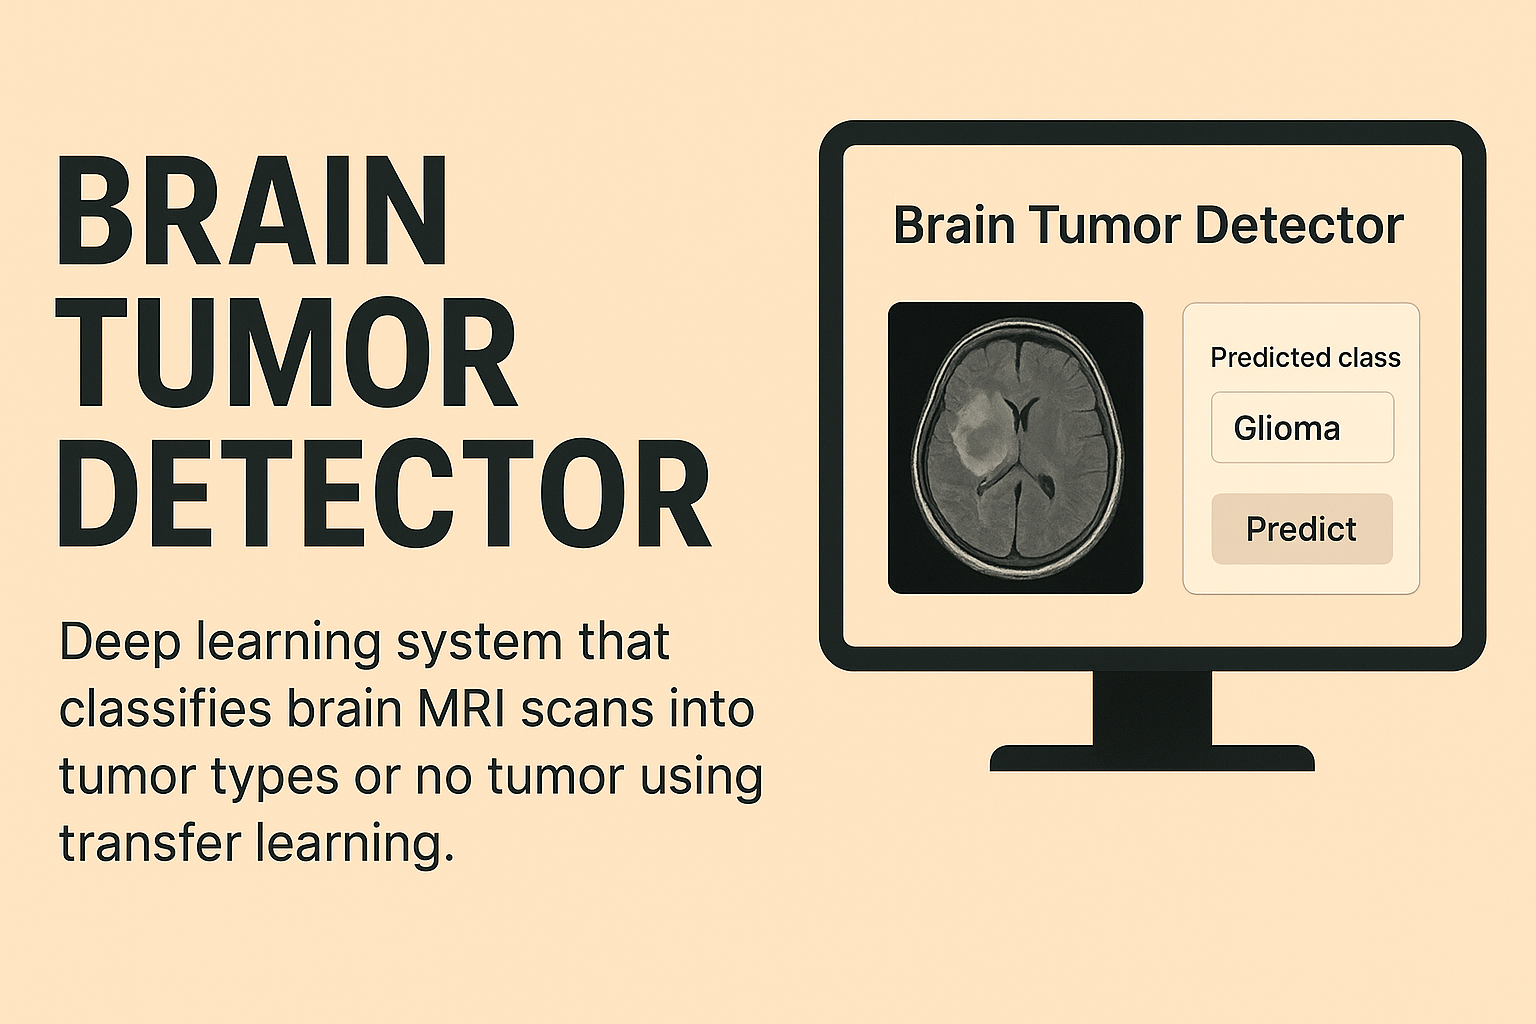 BRAIN
TUMOR
DETECTOR
Deep learning system that
classifies brain MRI scans into
tumor types or no tumor using
transfer learning.
Brain Tumor Detector
Predicted class
Glioma
Predict